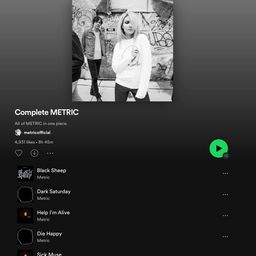 Complete METRIC
All of METRIC in one place.
metricofficial
4,931 likes • 8h 40m
Black Sheep
Metric
Dark Saturday
Metric
Help I'm Alive
Metric
Die Happy
Metric
Sick Muse